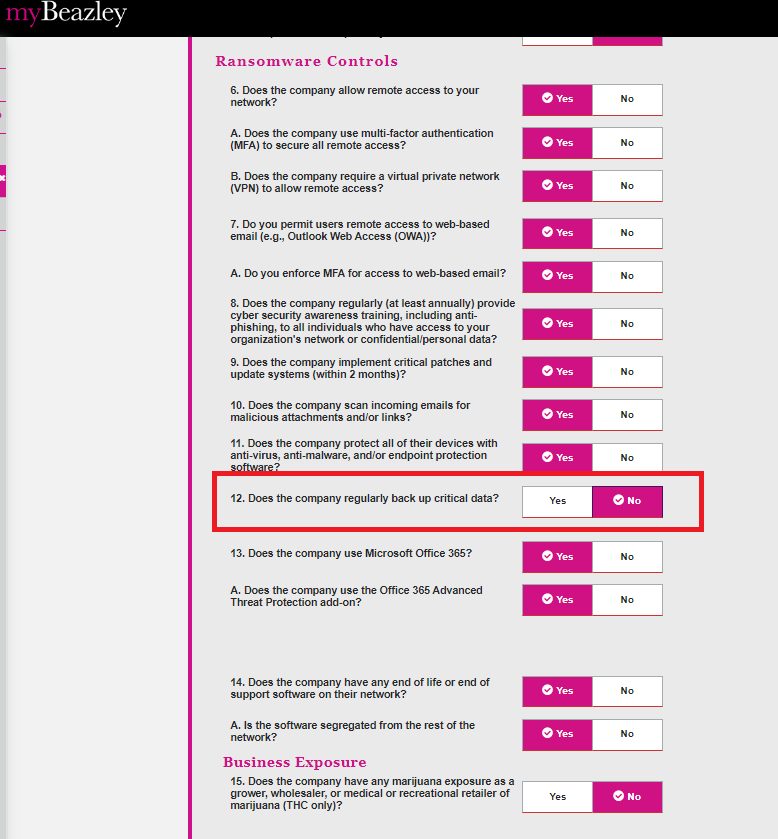 myBeazley
Ransomware Controls
6. Does the company allow remote access to your
network?
Yes
No
A. Does the company use multi-factor authentication
(MFA) to secure all remote access?
Yes
No
B. Does the company require a virtual private network
(VPN) to allow remote access?
Yes
No
7. Do you permit users remote access to web-based
email (e.g., Outlook Web Access (OWA))?
Yes
No
A. Do you enforce MFA for access to web-based email?
Yes
No
8. Does the company regularly (at least annually) provide
cyber security awareness training, including anti-
phishing, to all individuals who have access to your
organization's network or confidential/personal data?
Yes
No
9. Does the company implement critical patches and
update systems (within 2 months)?
Yes
No
10. Does the company scan incoming emails for
malicious attachments and/or links?
Yes
No
11. Does the company protect all of their devices with
anti-virus, anti-malware, and/or endpoint protection
software?
Yes
No
12. Does the company regularly back up critical data?
Yes
No
13. Does the company use Microsoft Office 365?
Yes
No
A. Does the company use the Office 365 Advanced
Threat Protection add-on?
Yes
No
14. Does the company have any end of life or end of
support software on their network?
Yes
No
A. Is the software segregated from the rest of the
network?
Yes
No
Business Exposure
15. Does the company have any marijuana exposure as a
grower, wholesaler, or medical or recreational retailer of
marijuana (THC only)?
Yes
No